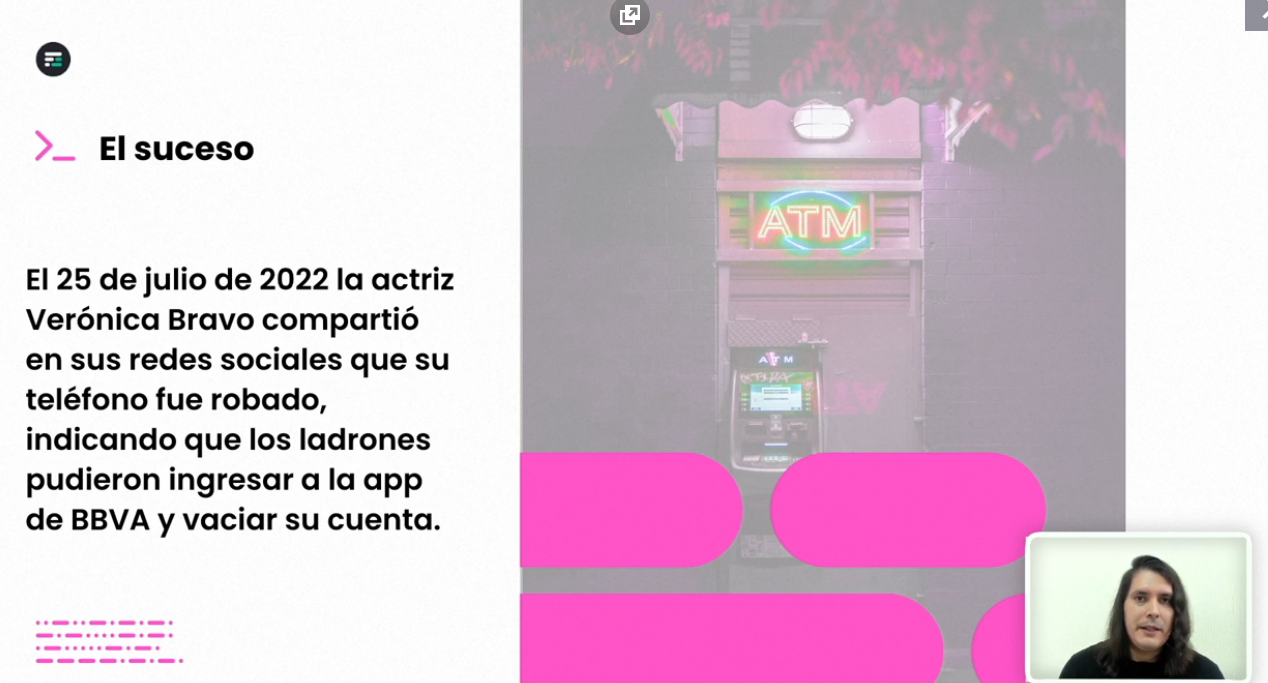 >_ El suceso
El 25 de julio de 2022 la actriz
Verónica Bravo compartió
en sus redes sociales que su
teléfono fue robado,
indicando que los ladrones
pudieron ingresar a la app
de BBVA y vaciar su cuenta.
ATM
ATM